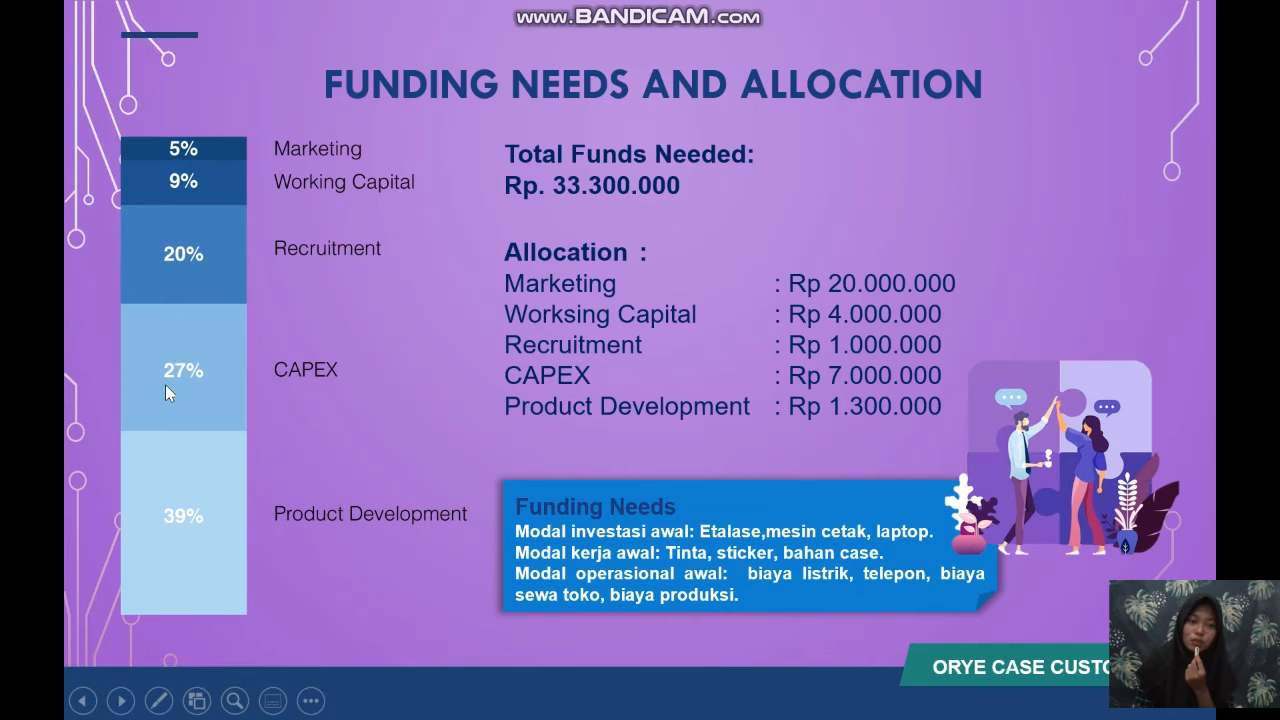 www.BANDICAM.com
FUNDING NEEDS AND ALLOCATION
5%
Marketing
9%
Working Capital
20%
Recruitment
27%
CAPEX
39%
Product Development
Total Funds Needed:
Rp. 33.300.000
Allocation :
Marketing : Rp 20.000.000
Worksing Capital : Rp 4.000.000
Recruitment : Rp 1.000.000
CAPEX : Rp 7.000.000
Product Development : Rp 1.300.000
Funding Needs
Modal investasi awal: Etalase,mesin cetak, laptop.
Modal kerja awal: Tinta, sticker, bahan case.
Modal operasional awal: biaya listrik, telepon, biaya
sewa toko, biaya produksi.
ORYE CASE CUSTO